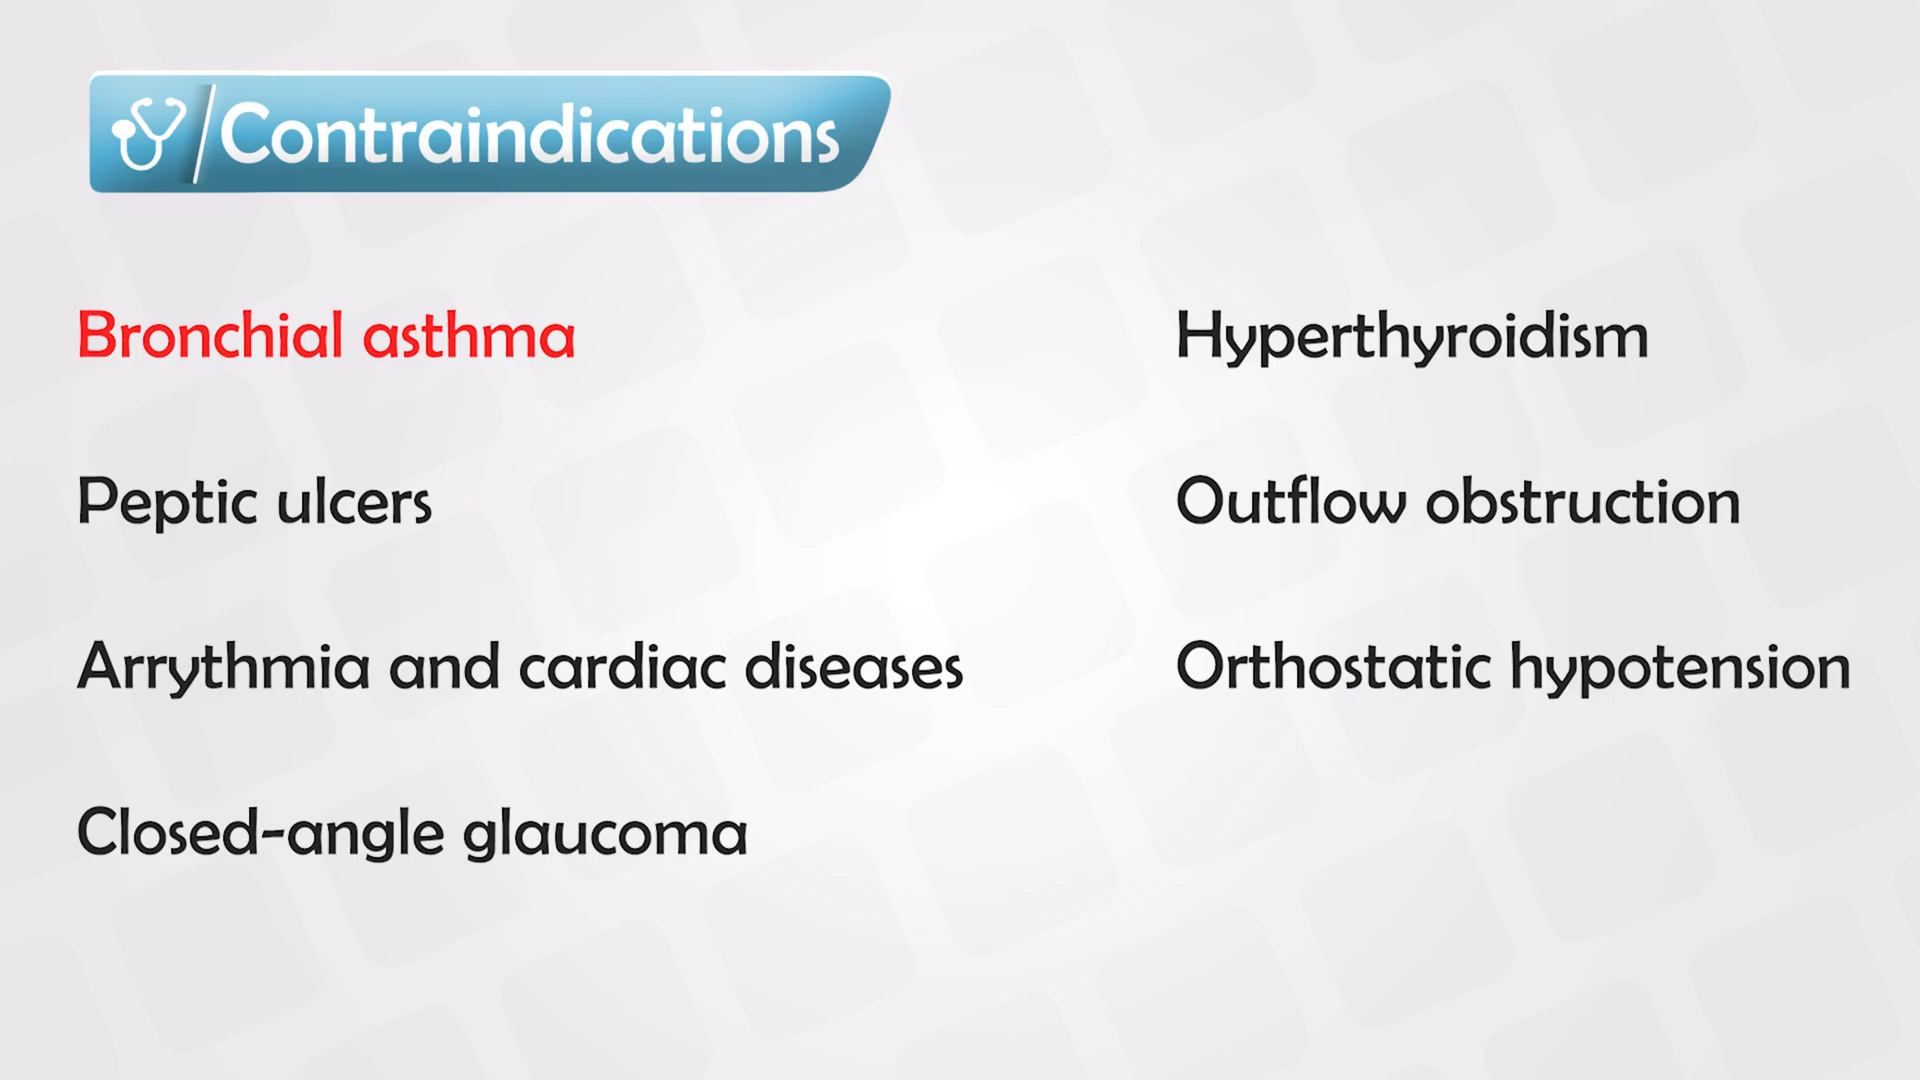 Contraindications
Bronchial asthma
Peptic ulcers
Arrythmia and cardiac diseases
Closed-angle glaucoma
Hyperthyroidism
Outflow obstruction
Orthostatic hypotension